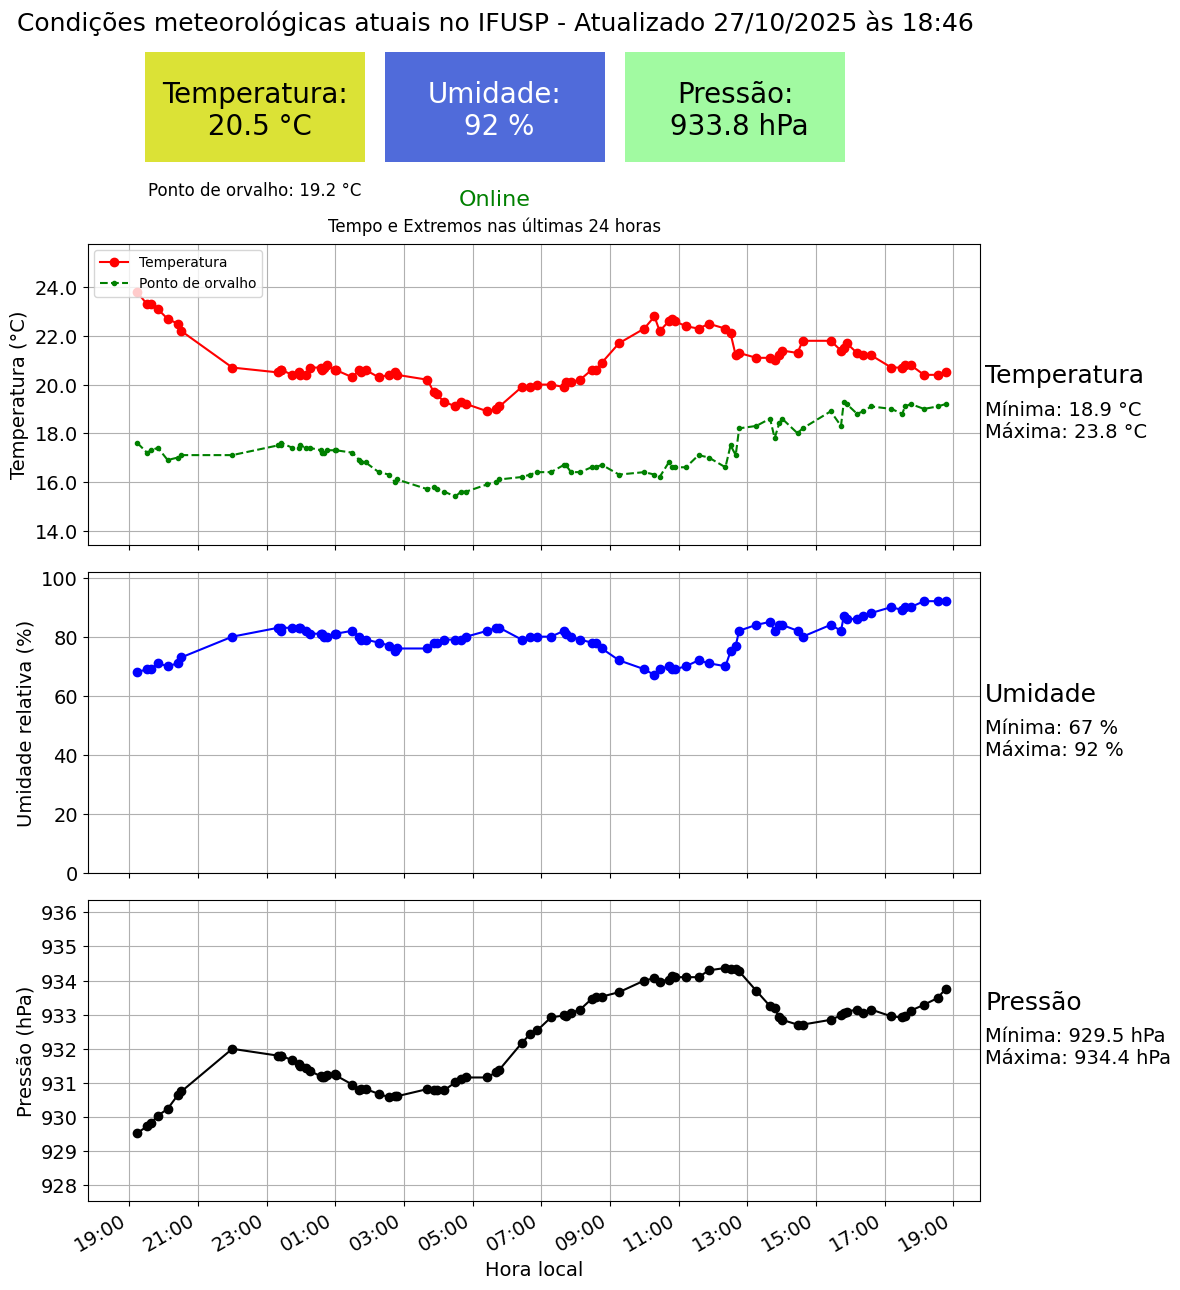 Condições meteorológicas atuais no IFUSP - Atualizado 27/10/2025 às 18:46
Temperatura:
20.5 °C
Umidade:
92 %
Pressão:
933.8 hPa
Ponto de orvalho: 19.2 °C
Online
Tempo e Extremos nas últimas 24 horas
Temperatura
Ponto de orvalho
Temperatura (°C)
24.0
22.0
20.0
18.0
16.0
14.0
Temperatura
Mínima: 18.9 °C
Máxima: 23.8 °C
Umidade relativa (%)
100
80
60
40
20
0
Umidade
Mínima: 67 %
Máxima: 92 %
Pressão (hPa)
936
935
934
933
932
931
930
929
928
Pressão
Mínima: 929.5 hPa
Máxima: 934.4 hPa
19:00 21:00 23:00 01:00 03:00 05:00 07:00 09:00 11:00 13:00 15:00 17:00 19:00
Hora local